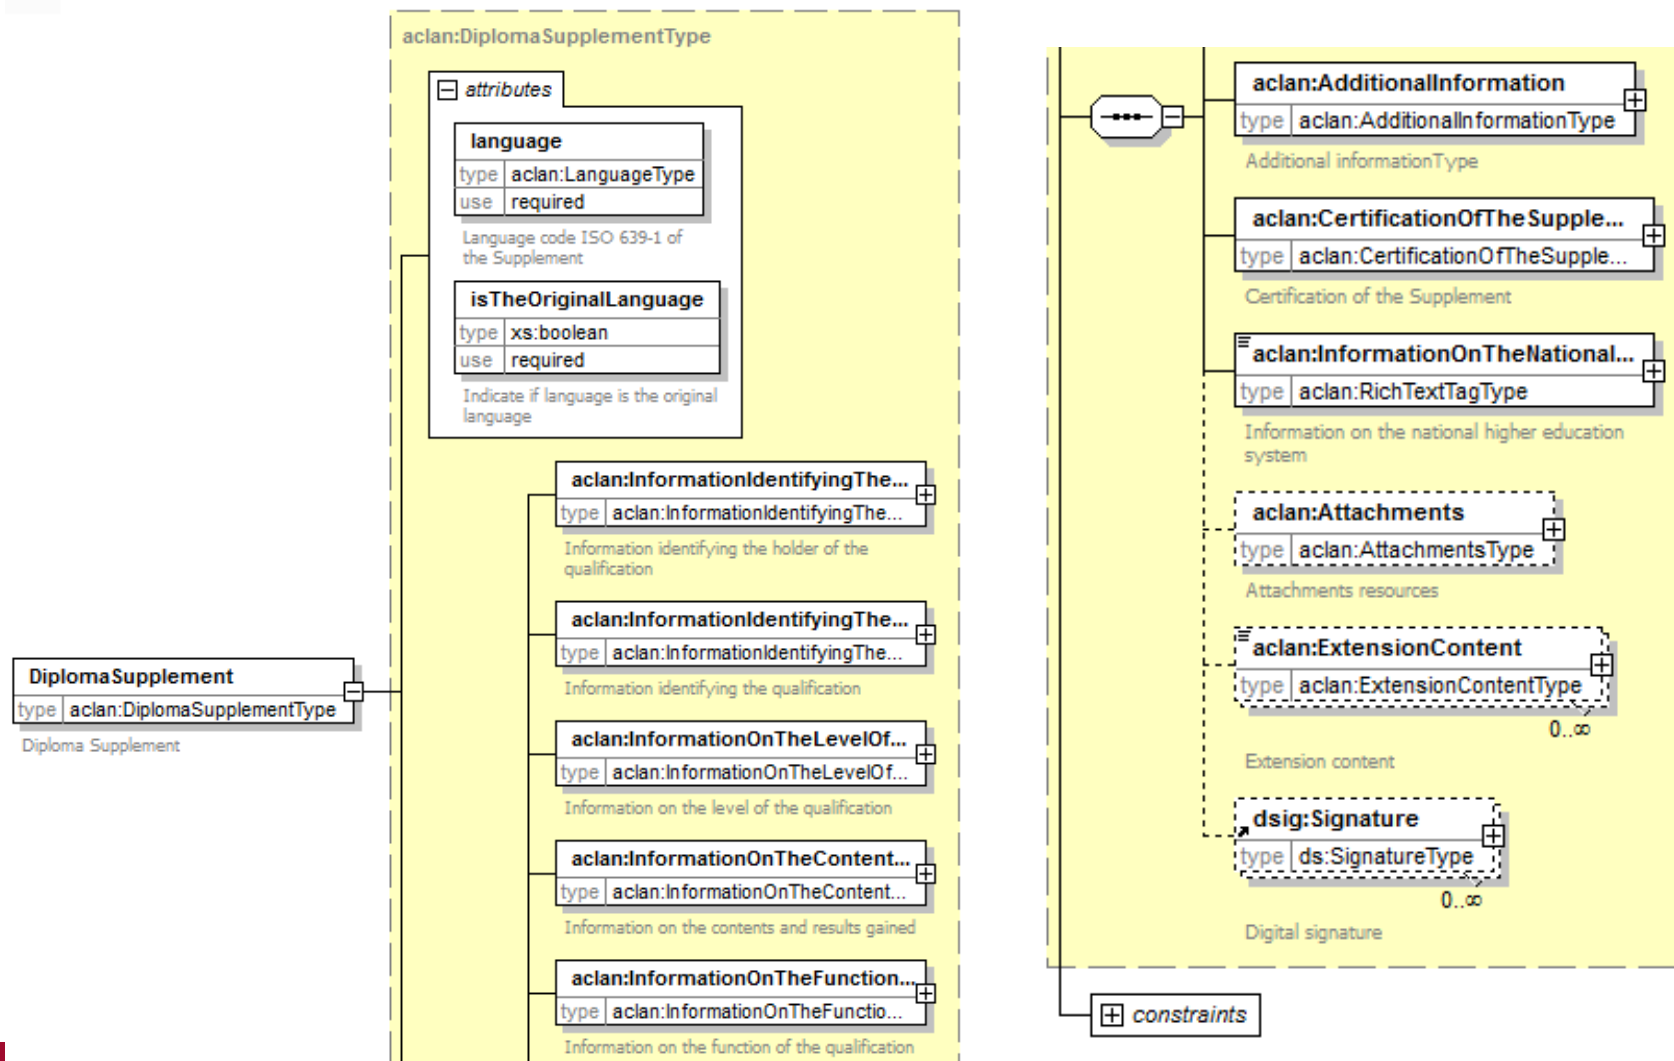 aclan:DiplomaSupplementType
attributes
language
type aclan:LanguageType
use required
Language code ISO 639-1 of
the Supplement
isTheOriginalLanguage
type xs:boolean
use required
Indicate if language is the original
language
aclan:InformationIdentifyingThe...
type aclan:InformationIdentifyingThe...
Information identifying the holder of the
qualification
aclan:InformationIdentifyingThe...
type aclan:InformationIdentifyingThe...
Information identifying the qualification
DiplomaSupplement
type aclan:DiplomaSupplementType
Diploma Supplement
aclan:InformationOnTheLevelOf...
type aclan:InformationOnTheLevelOf...
Information on the level of the qualification
aclan:InformationOnTheContent...
type aclan:InformationOnTheContent...
Information on the contents and results gained
aclan:InformationOnTheFunction...
type aclan:InformationOnTheFunctio...
Information on the function of the qualification
aclan:AdditionalInformation
type aclan:AdditionalInformationType
Additional informationType
aclan:CertificationOfTheSupple...
type aclan:CertificationOfTheSupple...
Certification of the Supplement
aclan:InformationOnTheNational...
type aclan:RichTextTagType
Information on the national higher education
system
aclan:Attachments
type aclan:AttachmentsType
Attachments resources
aclan:ExtensionContent
type aclan:ExtensionContentType
0..∞
Extension content
dsig:Signature
type ds:SignatureType
0..∞
Digital signature
constraints